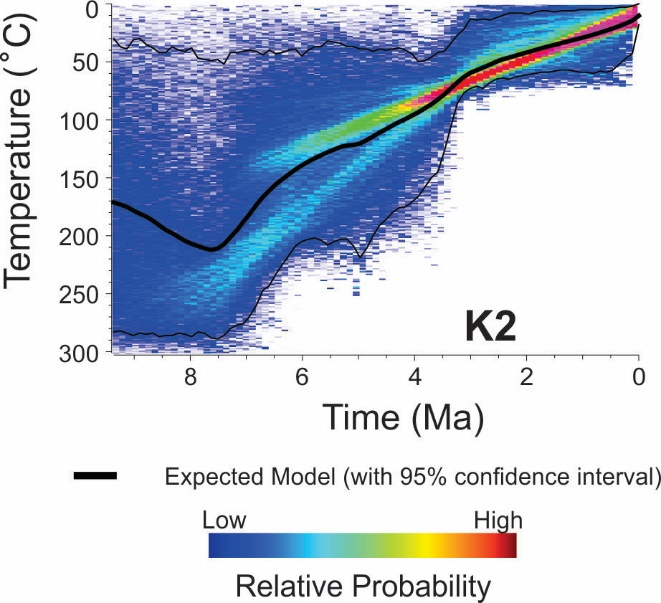 0
50
100
150
200
250
300
Temperature (˚C)
K2
8 6 4 2 0
Time (Ma)
Expected Model (with 95% confidence interval)
Low High
Relative Probability